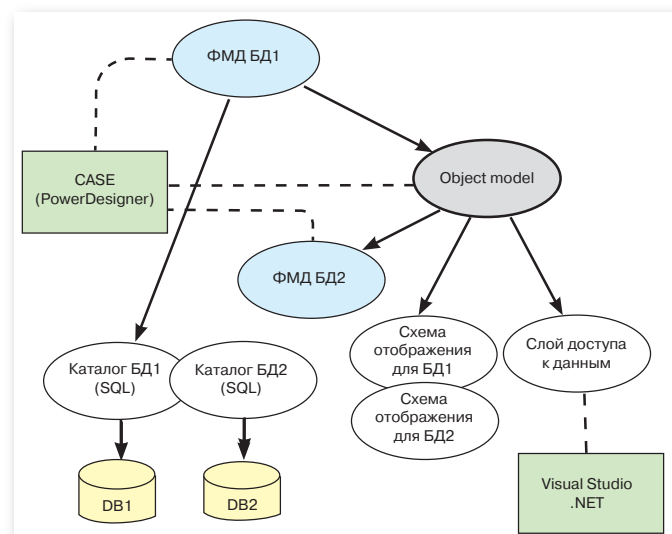 ФМД БД1
CASE
(PowerDesigner)
Object model
ФМД БД2
Каталог БД1
(SQL)
Каталог БД2
(SQL)
Схема
отображения
для БД1
Схема
отображения
для БД2
Слой доступа
к данным
DB1
DB2
Visual Studio
.NET